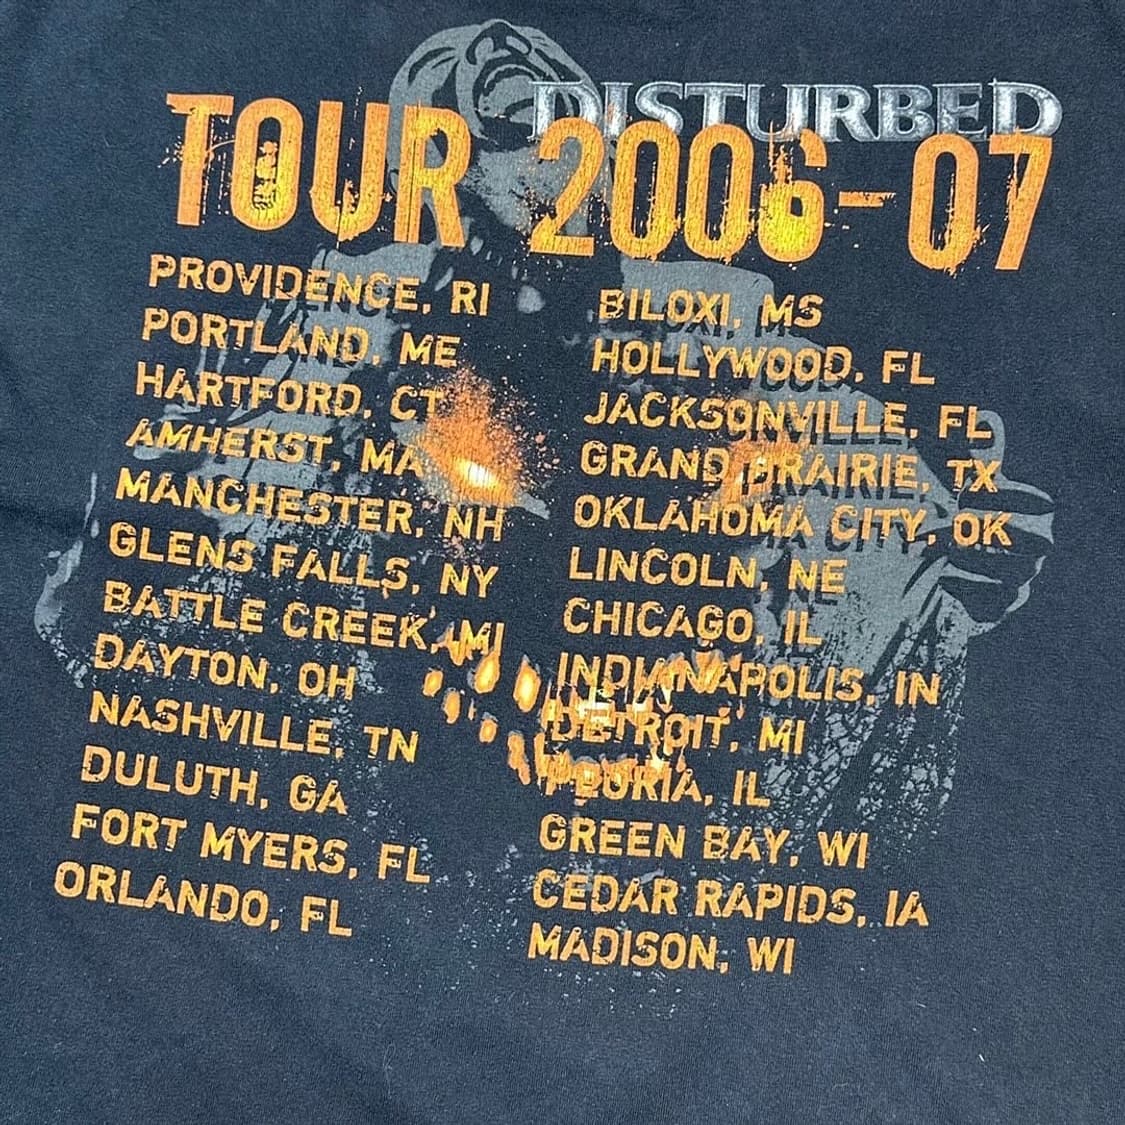 DISTURBED
TOUR 2006-07
PROVIDENCE, RI
PORTLAND, ME
HARTFORD, CT
AMHERST, MA
MANCHESTER, NH
GLENS FALLS, NY
BATTLE CREEK, MI
DAYTON, OH
NASHVILLE, TN
DULUTH, GA
FORT MYERS, FL
ORLANDO, FL
BILOXI, MS
HOLLYWOOD, FL
JACKSONVILLE, FL
GRAND PRAIRIE, TX
OKLAHOMA CITY, OK
LINCOLN, NE
CHICAGO, IL
INDIANAPOLIS, IN
DETROIT, MI
PEORIA, IL
GREEN BAY, WI
CEDAR RAPIDS, IA
MADISON, WI